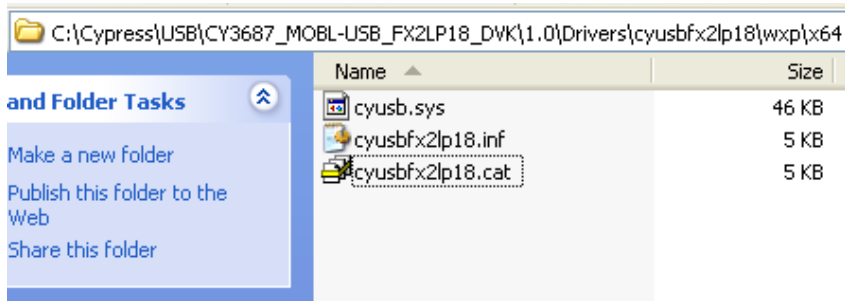 C:\Cypress\USB\CY3687_MOBL-USB_FX2LP18_DVK\1.0\Drivers\cyusbfx2lp18\wxp\x64
and Folder Tasks
Make a new folder
Publish this folder to the
Web
Share this folder
Name Size
cyusb.sys 46 KB
cyusbfx2lp18.inf 5 KB
cyusbfx2lp18.cat 5 KB